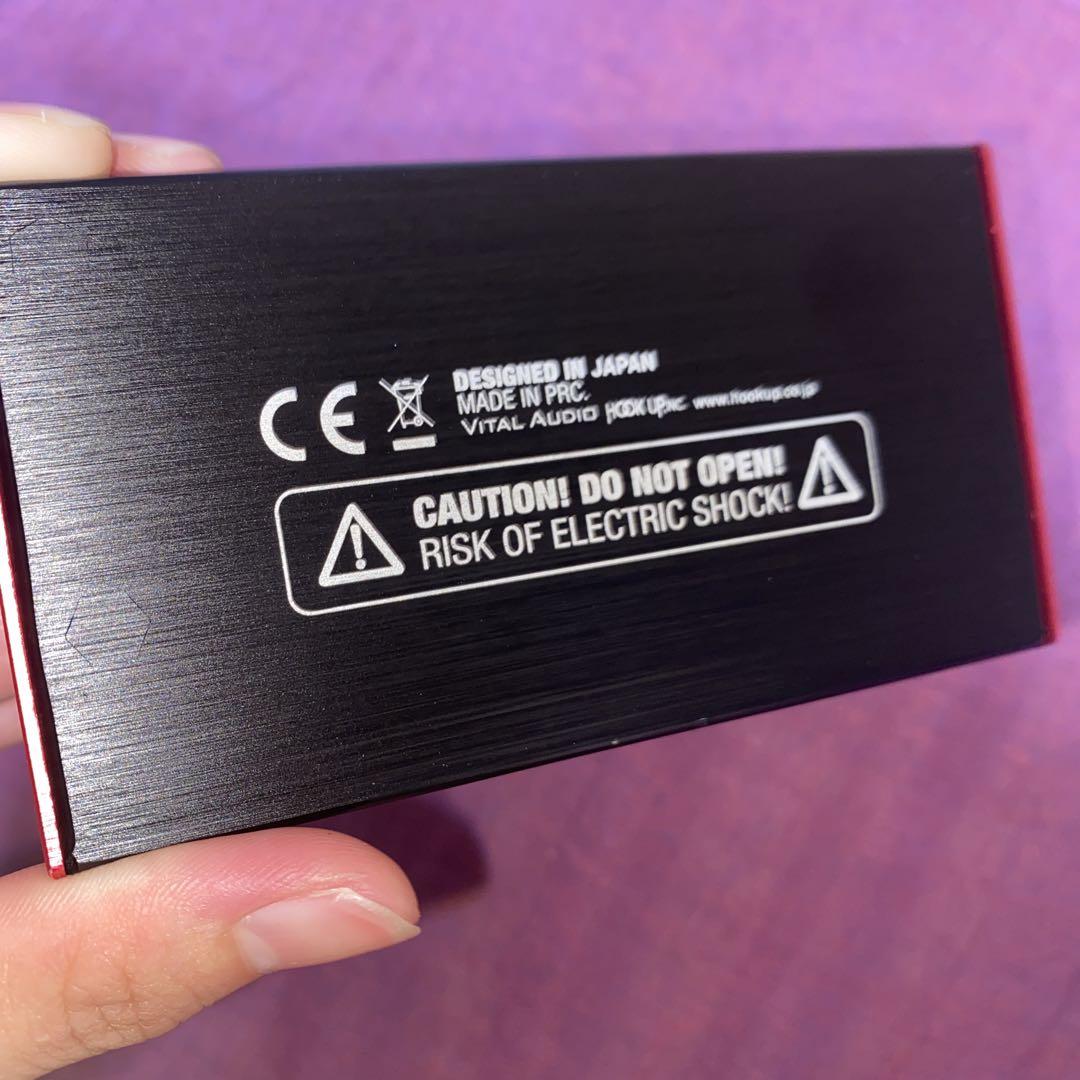 CE
DESIGNED IN JAPAN
MADE IN PRC.
VITAL AUDIO HOOK UP, INC. www.hookup.co.jp
CAUTION! DO NOT OPEN!
RISK OF ELECTRIC SHOCK!